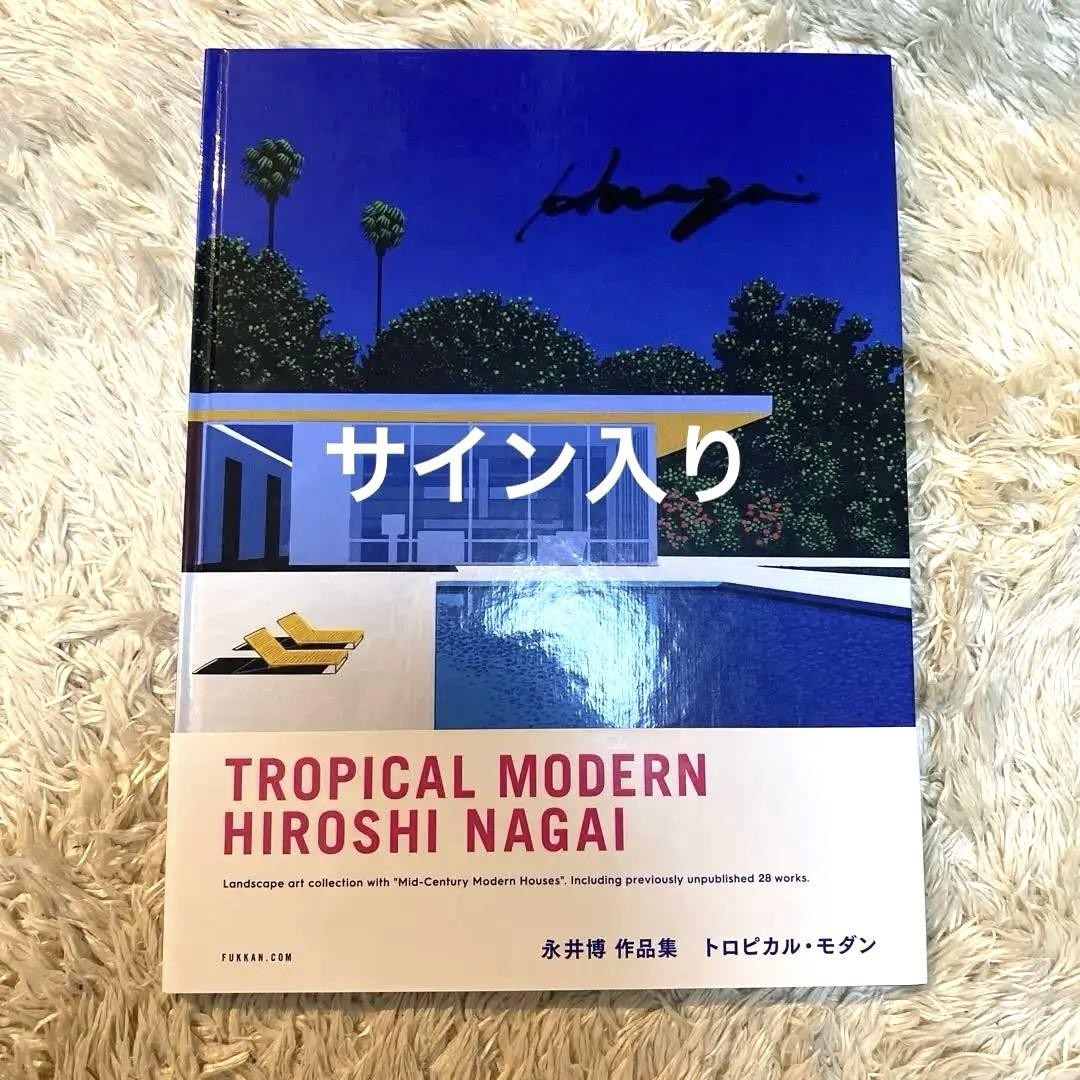 サイン入り
TROPICAL MODERN
HIROSHI NAGAI
Landscape art collection with "Mid-Century Modern Houses". Including previously unpublished 28 works.
永井博 作品集 トロピカル・モダン
FUKKAN.COM